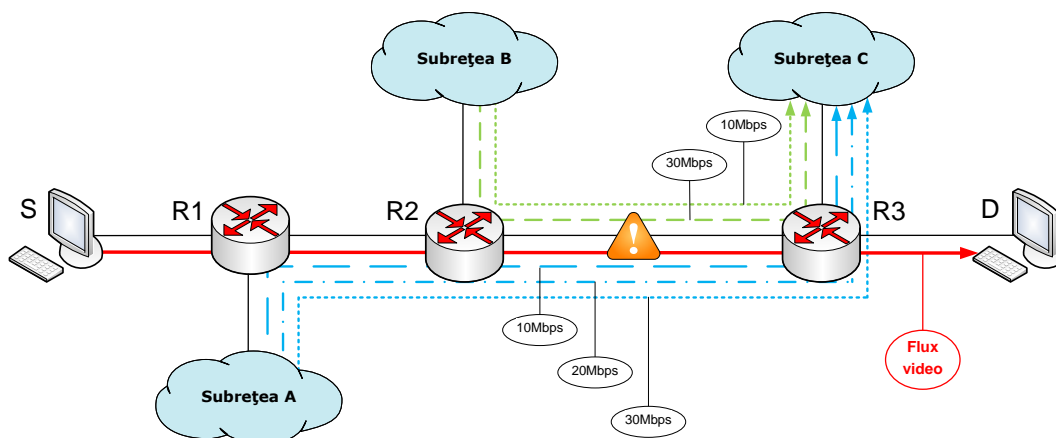 Subreţea B
Subreţea C
10Mbps
30Mbps
S
R1
R2
R3
D
10Mbps
20Mbps
30Mbps
Flux
video
Subreţea A